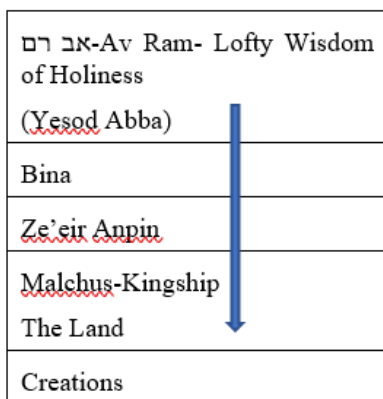 אב רם-Av Ram- Lofty Wisdom
of Holiness
(Yesod Abba)
Bina
Ze’eir Anpin
Malchus-Kingship
The Land
Creations